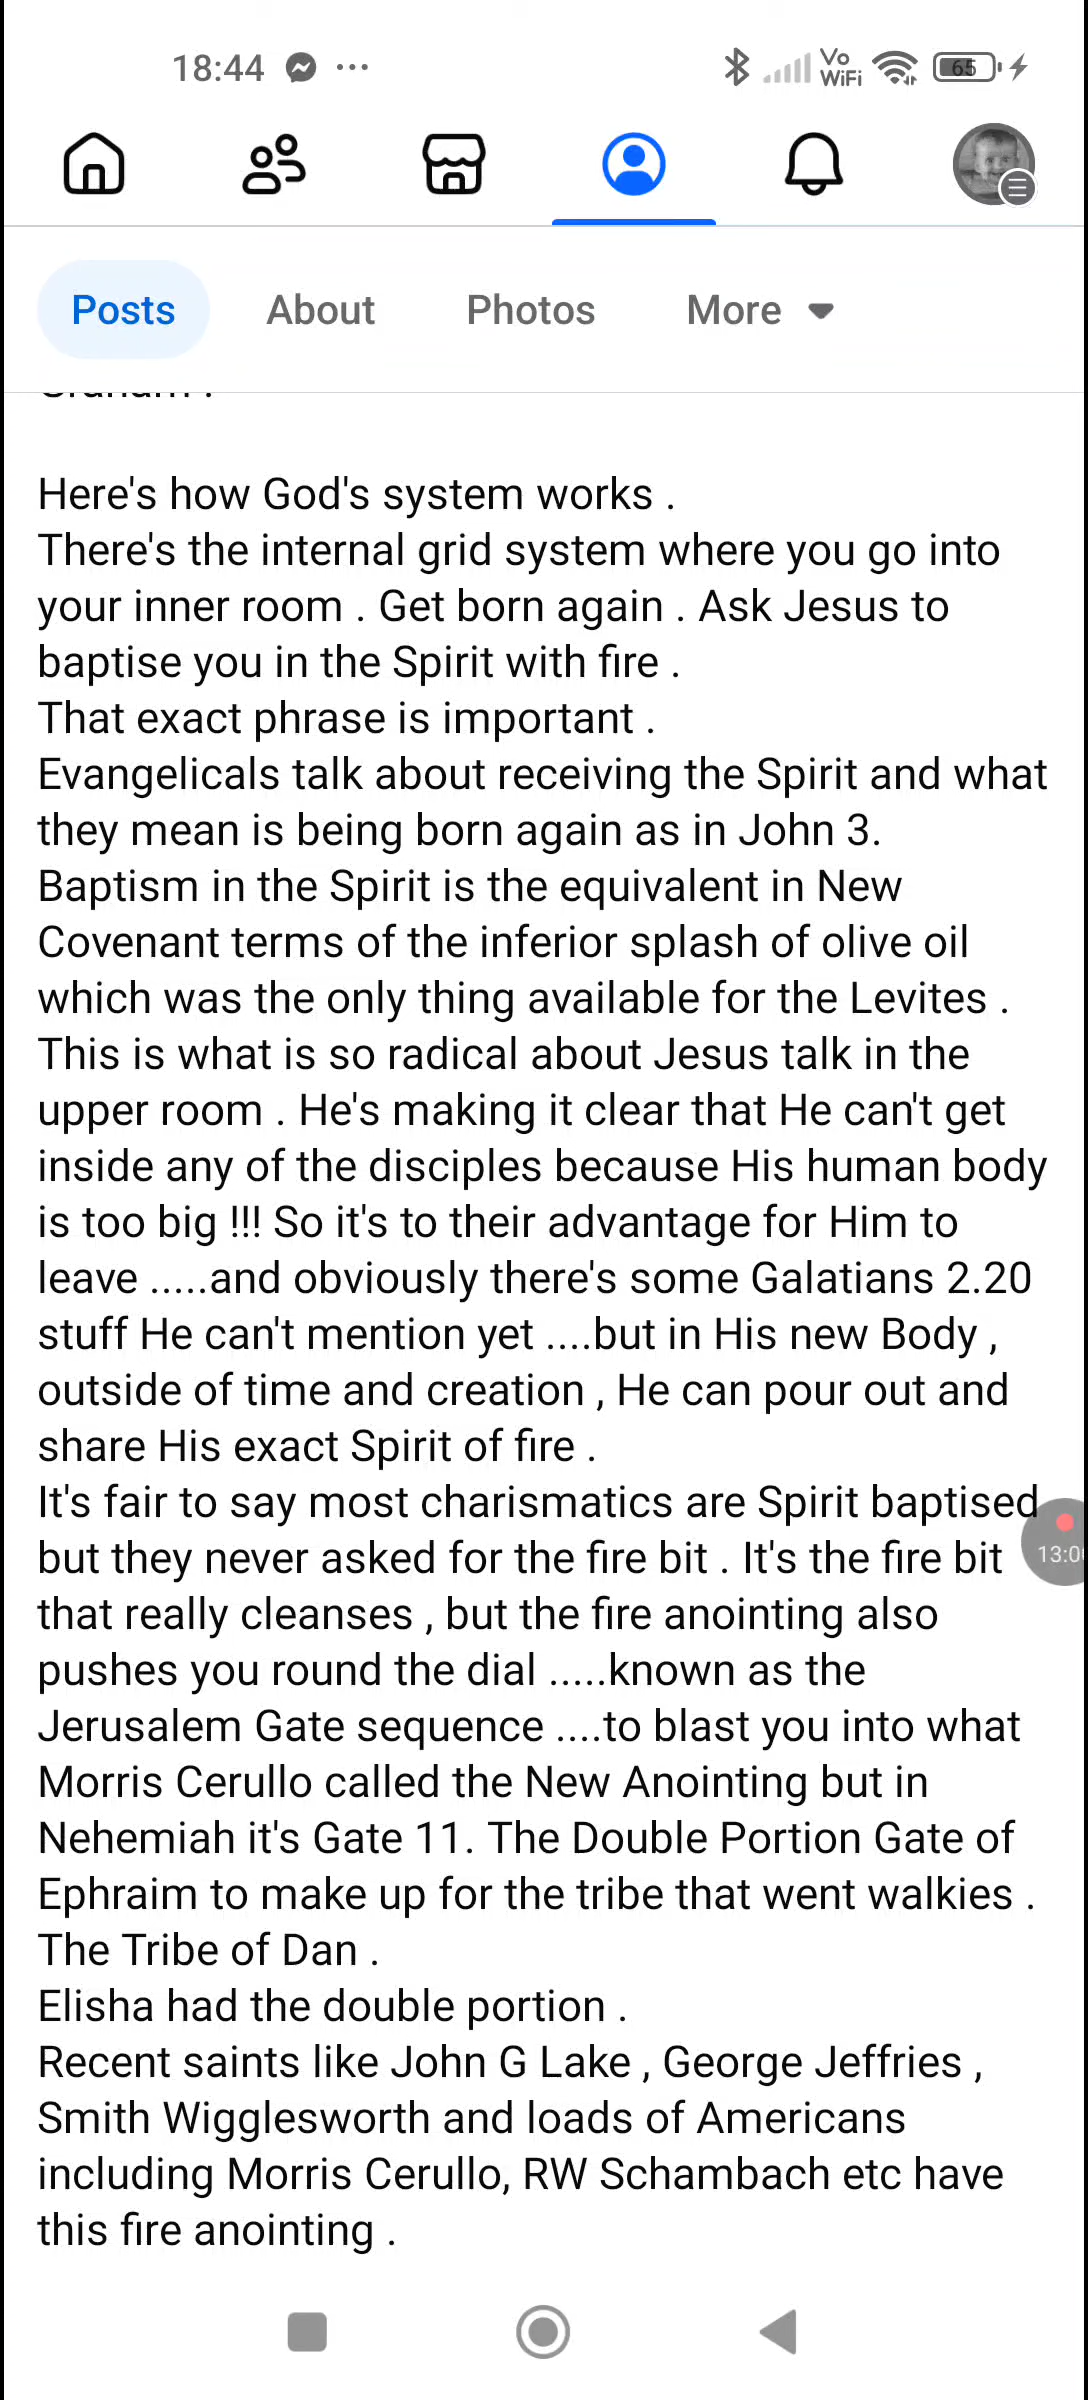 18:44
Vo
WiFi
65
Posts
About
Photos
More
Here's how God's system works .
There's the internal grid system where you go into
your inner room . Get born again . Ask Jesus to
baptise you in the Spirit with fire .
That exact phrase is important .
Evangelicals talk about receiving the Spirit and what
they mean is being born again as in John 3.
Baptism in the Spirit is the equivalent in New
Covenant terms of the inferior splash of olive oil
which was the only thing available for the Levites .
This is what is so radical about Jesus talk in the
upper room . He's making it clear that He can't get
inside any of the disciples because His human body
is too big !!! So it's to their advantage for Him to
leave .....and obviously there's some Galatians 2.20
stuff He can't mention yet ....but in His new Body ,
outside of time and creation , He can pour out and
share His exact Spirit of fire .
It's fair to say most charismatics are Spirit baptised
but they never asked for the fire bit . It's the fire bit
that really cleanses , but the fire anointing also
pushes you round the dial .....known as the
Jerusalem Gate sequence ....to blast you into what
Morris Cerullo called the New Anointing but in
Nehemiah it's Gate 11. The Double Portion Gate of
Ephraim to make up for the tribe that went walkies .
The Tribe of Dan .
Elisha had the double portion .
Recent saints like John G Lake , George Jeffries ,
Smith Wigglesworth and loads of Americans
including Morris Cerullo, RW Schambach etc have
this fire anointing .